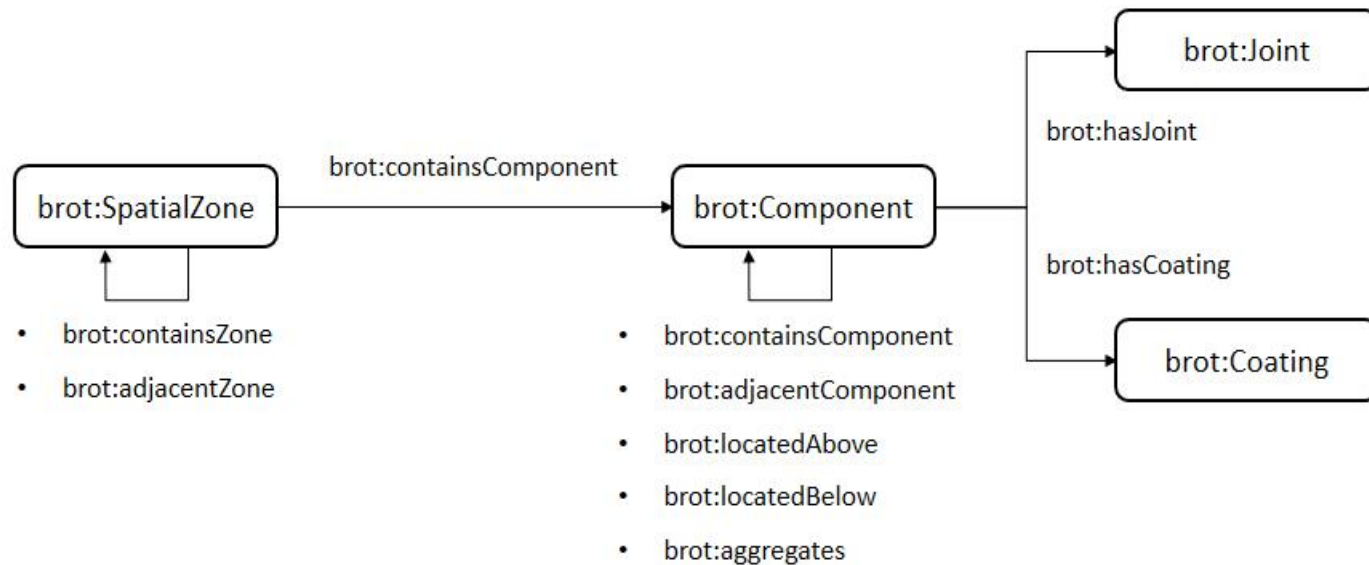 brot:Joint
brot:hasJoint
brot:containsComponent
brot:SpatialZone
brot:Component
brot:hasCoating
• brot:containsZone
• brot:adjacentZone
• brot:containsComponent
• brot:adjacentComponent
• brot:locatedAbove
• brot:locatedBelow
• brot:aggregates
brot:Coating